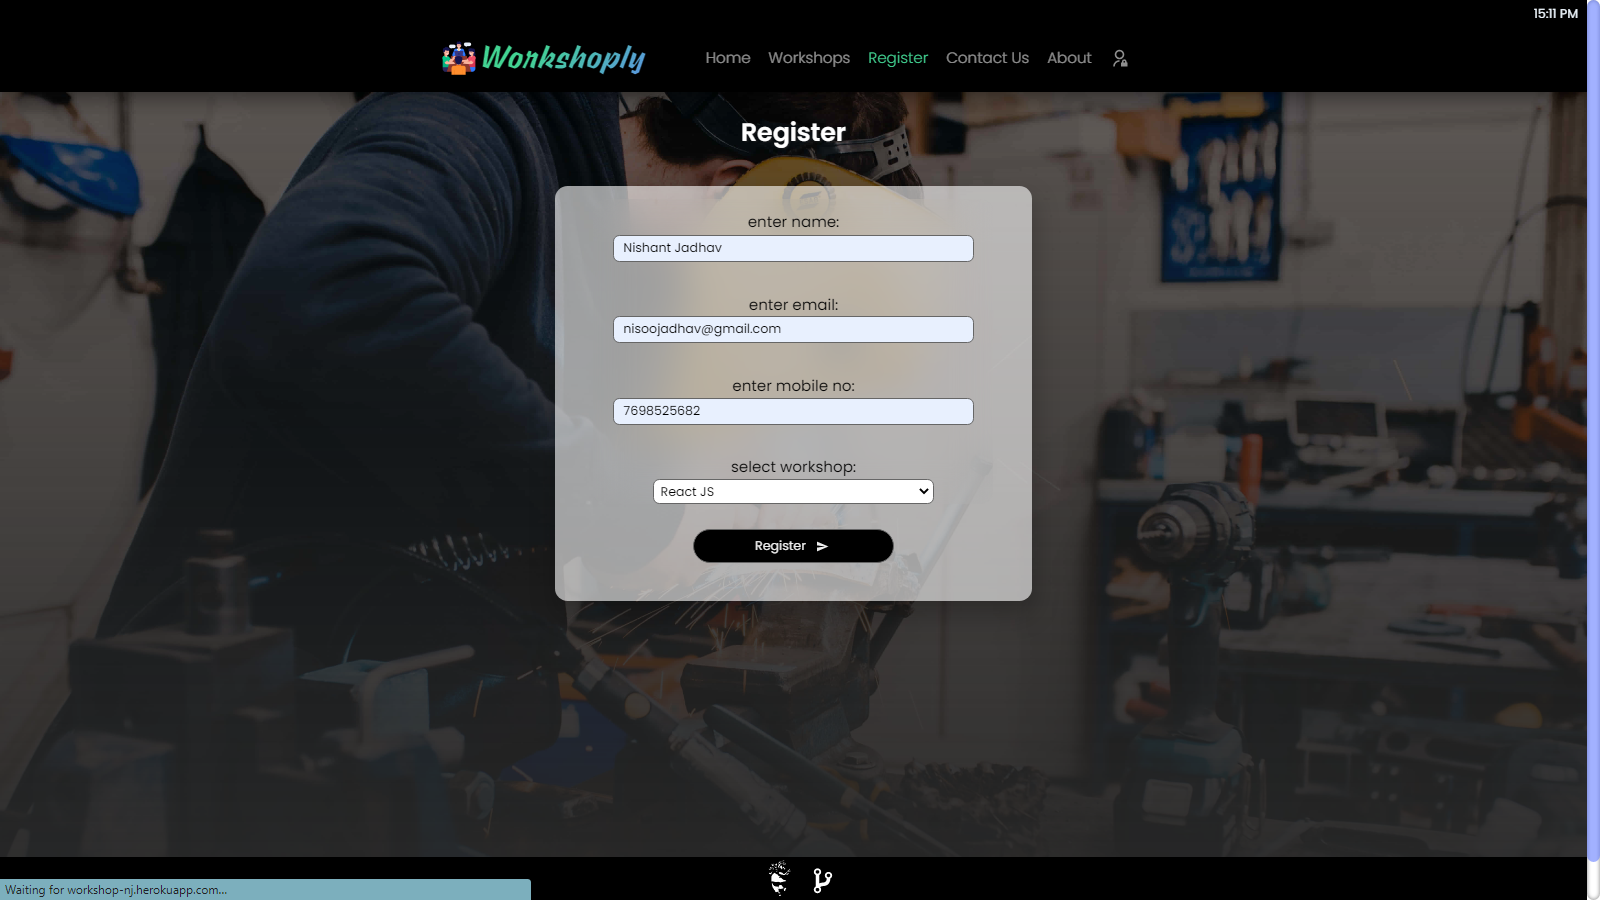 15:11 PM
Workshoply
Home Workshops Register Contact Us About
Register
enter name:
Nishant Jadhav
enter email:
nisoojadhav@gmail.com
enter mobile no:
7698525682
select workshop:
React JS
Register
Waiting for workshop-nj.herokuapp.com...